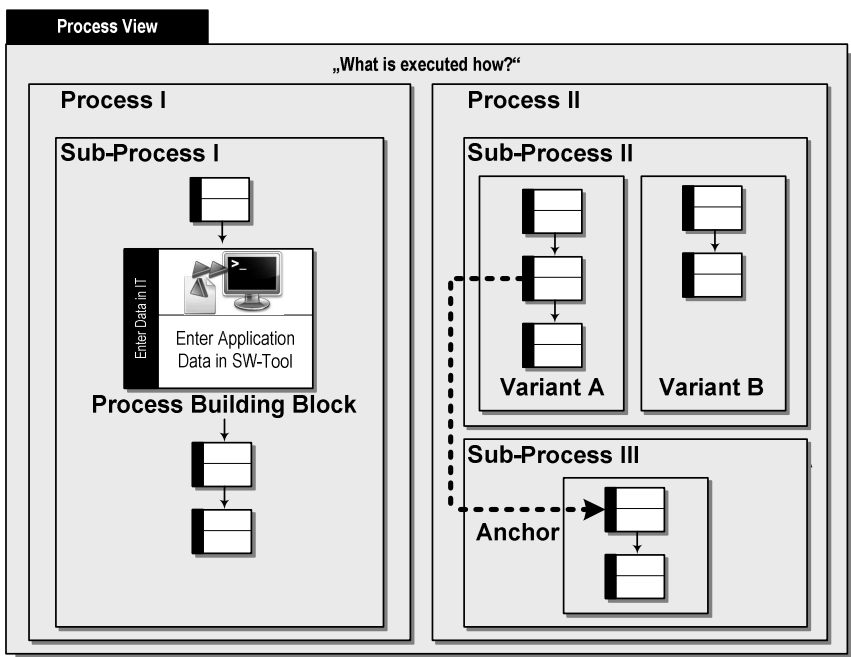 Process View
„What is executed how?“
Process I
Sub-Process I
Enter Data in IT
>_
Enter Application
Data in SW-Tool
Process Building Block
Process II
Sub-Process II
Variant A
Variant B
Sub-Process III
Anchor